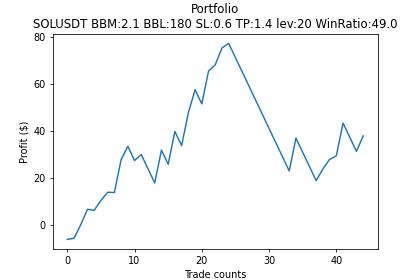 Portfolio
SOLUSDT BBM:2.1 BBL:180 SL:0.6 TP:1.4 lev:20 WinRatio:49.0
80
60
40
20
0
Profit ($)
0
10
20
30
40
Trade counts